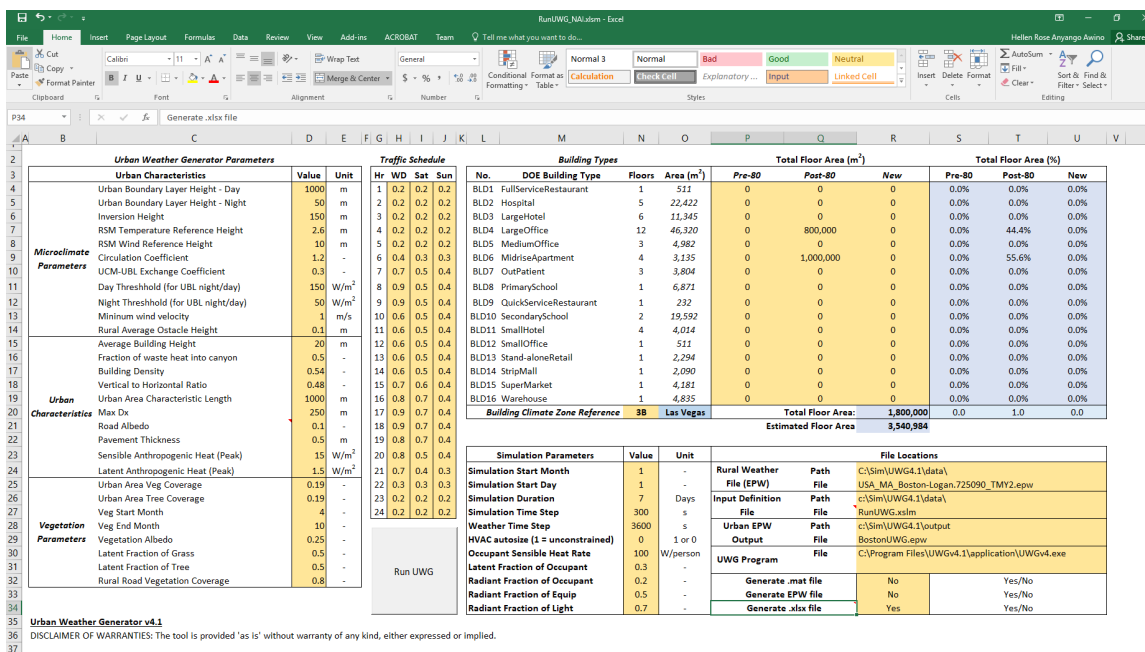 RunUWG_NAI.xlsm - Excel
File Home Insert Page Layout Formulas Data Review View Add-ins ACROBAT Team Tell me what you want to do... Hellen Rose Anyango Awino Share
Cut
Copy
Format Painter
Paste
Calibri 11
Wrap Text
Merge & Center
General
Conditional Formatting
Format as Table
Normal 3 Normal Bad Good Neutral
Calculation Check Cell Explanatory ... Input Linked Cell
Insert Delete Format
AutoSum
Fill
Clear
Sort & Filter
Find & Select
Clipboard Font Alignment Number Styles Cells Editing
P34 fx Generate .xlsx file
A B C D E F G H I J K L M N O P Q R S T U V
2 Urban Weather Generator Parameters Traffic Schedule Building Types Total Floor Area (m²) Total Floor Area (%)
3 Urban Characteristics Value Unit Hr WD Sat Sun No. DOE Building Type Floors Area (m²) Pre-80 Post-80 New Pre-80 Post-80 New
4 Urban Boundary Layer Height - Day 1000 m 1 0.2 0.2 0.2 BLD1 FullServiceRestaurant 1 511 0 0 0 0.0% 0.0% 0.0%
5 Urban Boundary Layer Height - Night 50 m 2 0.2 0.2 0.2 BLD2 Hospital 5 22,422 0 0 0 0.0% 0.0% 0.0%
6 Inversion Height 150 m 3 0.2 0.2 0.2 BLD3 LargeHotel 6 11,345 0 0 0 0.0% 0.0% 0.0%
7 RSM Temperature Reference Height 2.6 m 4 0.2 0.2 0.2 BLD4 LargeOffice 12 46,320 0 800,000 0 0.0% 44.4% 0.0%
8 RSM Wind Reference Height 10 m 5 0.2 0.2 0.2 BLD5 MediumOffice 3 4,982 0 0 0 0.0% 0.0% 0.0%
9 Microclimate Parameters Circulation Coefficient 1.2 - 6 0.4 0.3 0.3 BLD6 MidriseApartment 4 3,135 0 1,000,000 0 0.0% 55.6% 0.0%
10 UCM-UBL Exchange Coefficient 0.3 - 7 0.7 0.5 0.4 BLD7 OutPatient 3 3,804 0 0 0 0.0% 0.0% 0.0%
11 Day Threshhold (for UBL night/day) 150 W/m² 8 0.9 0.5 0.4 BLD8 PrimarySchool 1 6,871 0 0 0 0.0% 0.0% 0.0%
12 Night Threshhold (for UBL night/day) 50 W/m² 9 0.9 0.5 0.4 BLD9 QuickServiceRestaurant 1 232 0 0 0 0.0% 0.0% 0.0%
13 Mininum wind velocity 1 m/s 10 0.6 0.5 0.4 BLD10 SecondarySchool 2 19,592 0 0 0 0.0% 0.0% 0.0%
14 Rural Average Ostacle Height 0.1 m 11 0.6 0.5 0.4 BLD11 SmallHotel 4 4,014 0 0 0 0.0% 0.0% 0.0%
15 Average Building Height 20 m 12 0.6 0.5 0.4 BLD12 SmallOffice 1 511 0 0 0 0.0% 0.0% 0.0%
16 Fraction of waste heat into canyon 0.5 - 13 0.6 0.5 0.4 BLD13 Stand-aloneRetail 1 2,294 0 0 0 0.0% 0.0% 0.0%
17 Building Density 0.54 - 14 0.6 0.5 0.4 BLD14 StripMall 1 2,090 0 0 0 0.0% 0.0% 0.0%
18 Vertical to Horizontal Ratio 0.48 - 15 0.7 0.6 0.4 BLD15 SuperMarket 1 4,181 0 0 0 0.0% 0.0% 0.0%
19 Urban Characteristics Urban Area Characteristic Length 1000 m 16 0.8 0.7 0.4 BLD16 Warehouse 1 4,835 0 0 0 0.0% 0.0% 0.0%
20 Max Dx 250 m 17 0.9 0.7 0.4 Building Climate Zone Reference 3B Las Vegas Total Floor Area: 1,800,000 0.0 1.0 0.0
21 Road Albedo 0.1 - 18 0.9 0.7 0.4 Estimated Floor Area 3,540,984
22 Pavement Thickness 0.5 m 19 0.8 0.7 0.4
23 Sensible Anthropogenic Heat (Peak) 15 W/m² 20 0.8 0.5 0.4 Simulation Parameters Value Unit File Locations
24 Latent Anthropogenic Heat (Peak) 1.5 W/m² 21 0.7 0.4 0.3 Simulation Start Month 1 - Rural Weather File (EPW) Path C:\Sim\UWG4.1\data\
25 Urban Area Veg Coverage 0.19 - 22 0.3 0.3 0.3 Simulation Start Day 1 - File USA_MA_Boston-Logan.725090_TMY2.epw
26 Urban Area Tree Coverage 0.19 - 23 0.2 0.2 0.2 Simulation Duration 7 Days Input Definition File Path c:\Sim\UWG4.1\data\
27 Veg Start Month 4 - 24 0.2 0.2 0.2 Simulation Time Step 300 s File RunUWG.xslm
28 Vegetation Parameters Veg End Month 10 - Weather Time Step 3600 s Urban EPW Output Path c:\Sim\UWG4.1\output
29 Vegetation Albedo 0.25 - HVAC autosize (1 = unconstrained) 0 1 or 0 File BostonUWG.epw
30 Latent Fraction of Grass 0.5 - Occupant Sensible Heat Rate 100 W/person UWG Program File C:\Program Files\UWGv4.1\application\UWGv4.exe
31 Latent Fraction of Tree 0.5 - Run UWG Latent Fraction of Occupant 0.3 -
32 Rural Road Vegetation Coverage 0.8 - Radiant Fraction of Occupant 0.2 - Generate .mat file No Yes/No
33 Radiant Fraction of Equip 0.5 - Generate EPW file No Yes/No
34 Radiant Fraction of Light 0.7 - Generate .xlsx file Yes Yes/No
35 Urban Weather Generator v4.1
36 DISCLAIMER OF WARRANTIES: The tool is provided 'as is' without warranty of any kind, either expressed or implied.
37